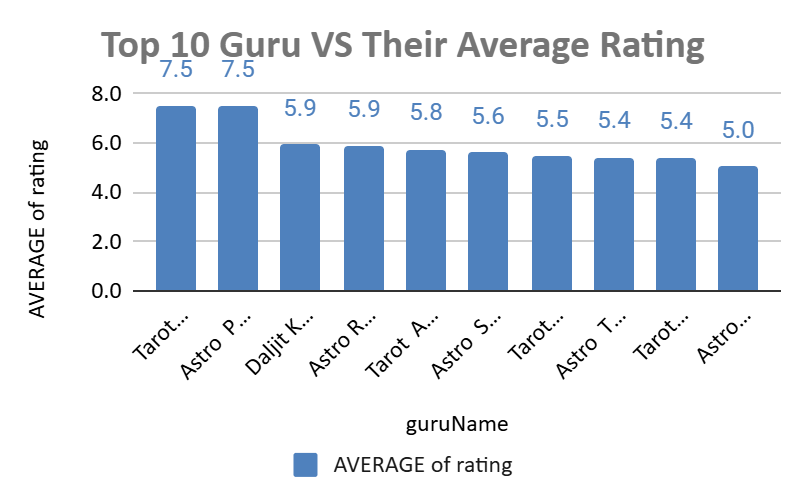 Top 10 Guru VS Their Average Rating
7.5 7.5 5.9 5.9 5.8 5.6 5.5 5.4 5.4 5.0
8.0
6.0
4.0
2.0
0.0
AVERAGE of rating
Tarot...
Astro P...
Daljit K...
Astro R...
Tarot A...
Astro S...
Tarot...
Astro T...
Tarot...
Astro...
guruName
AVERAGE of rating